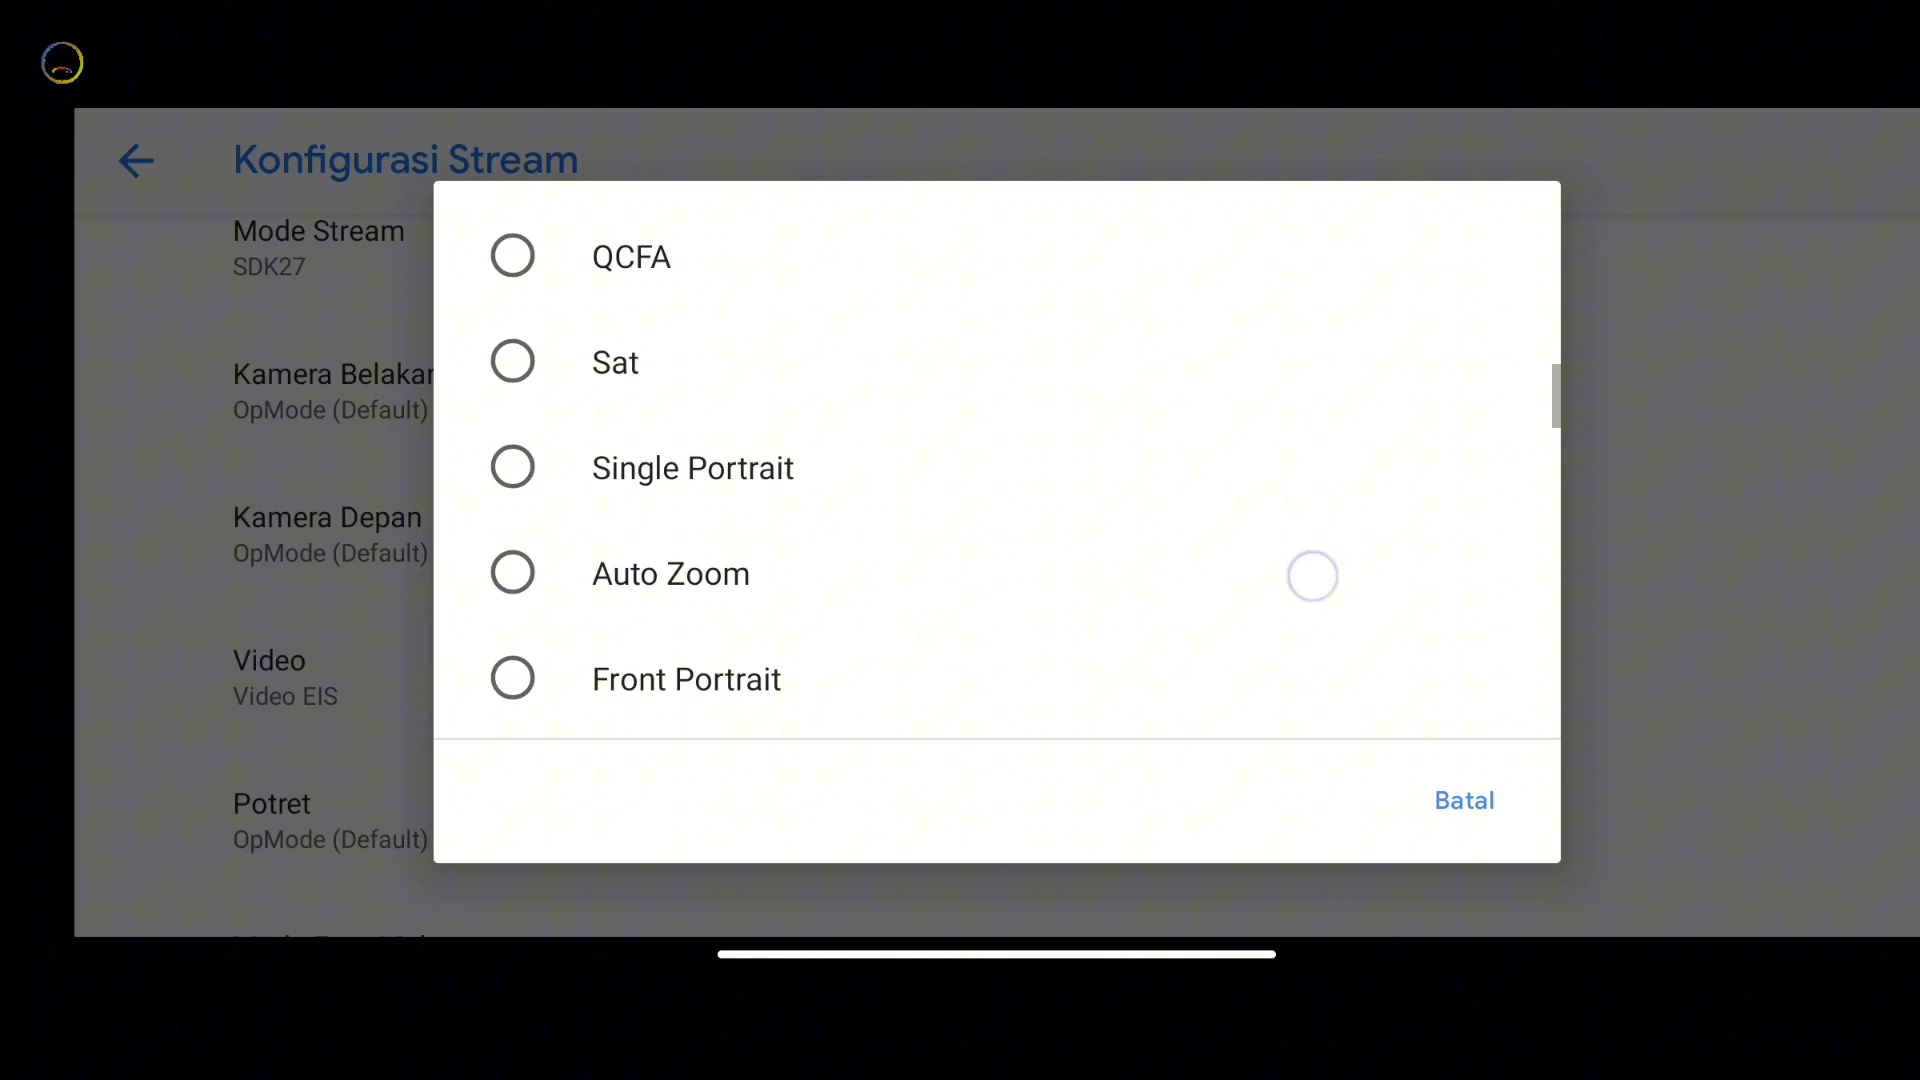 Konfigurasi Stream
Mode Stream
SDK27
Kamera
OpMode (Default)
Kamera Depan
OpMode (Default)
Video
Video EIS
Potret
OpMode (Default)
QCFA
Sat
Single Portrait
Auto Zoom
Front Portrait
Batal